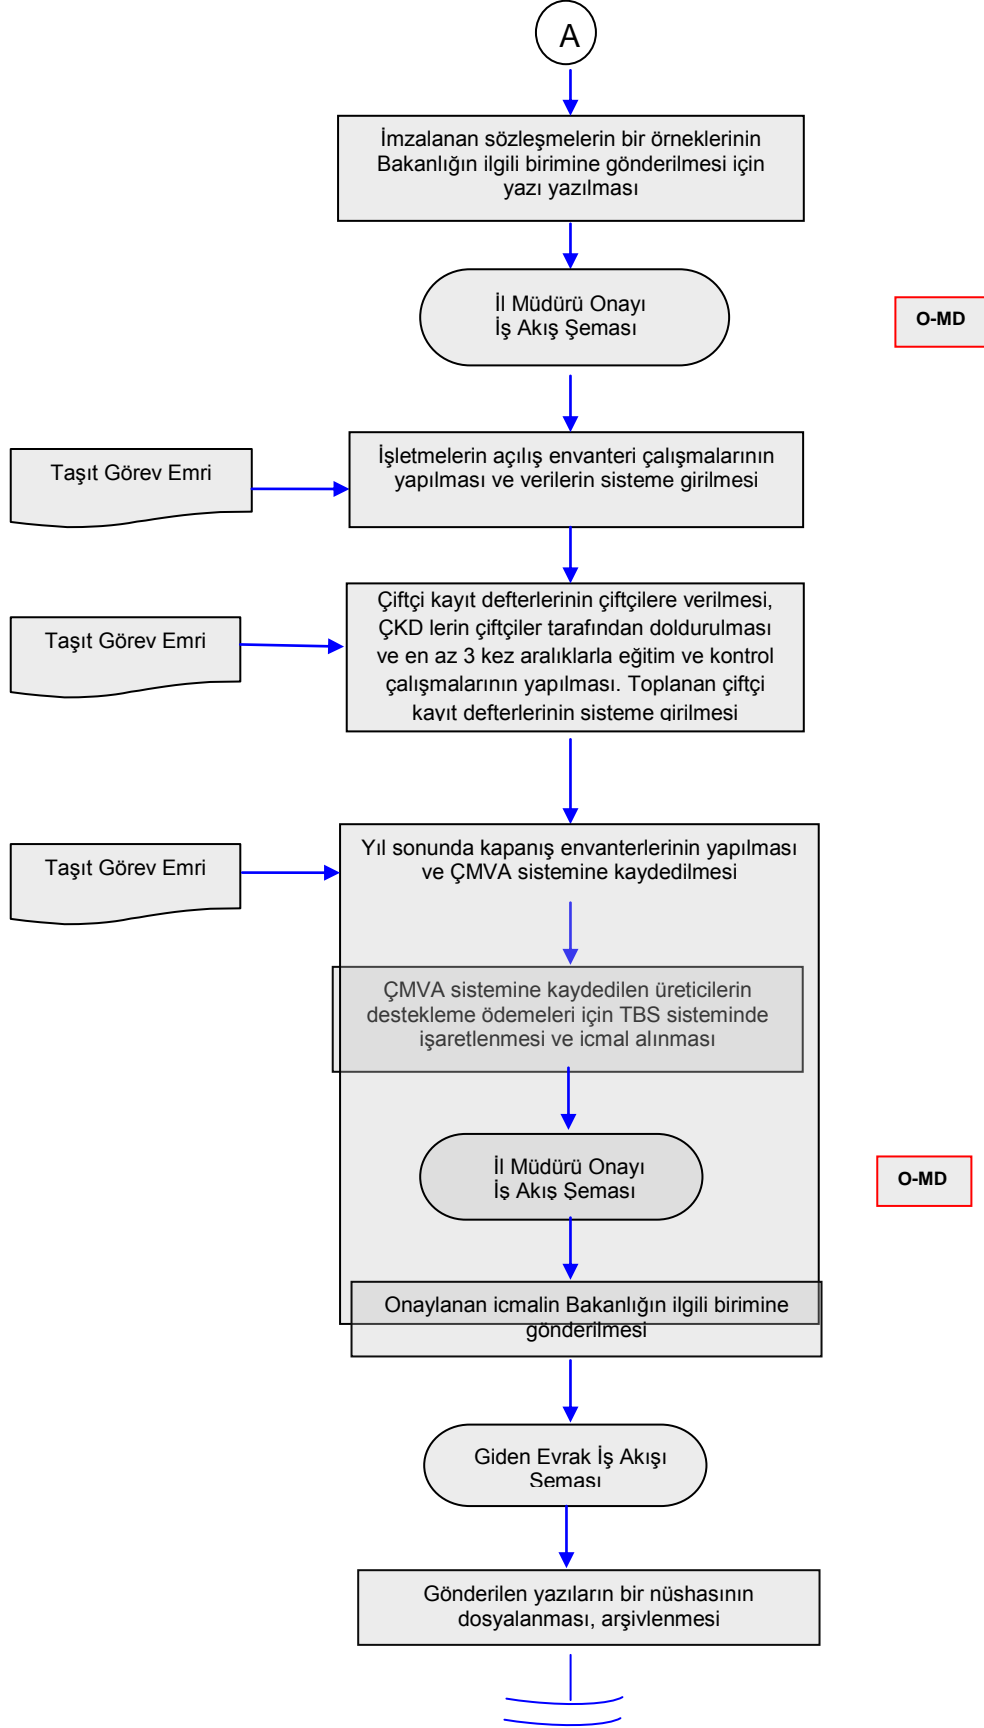 A
İmzalanan sözleşmelerin bir örneklerinin
Bakanlığın ilgili birimine gönderilmesi için
yazı yazılması
İl Müdürü Onayı
İş Akış Şeması
O-MD
Taşıt Görev Emri
İşletmelerin açılış envanteri çalışmalarının
yapılması ve verilerin sisteme girilmesi
Taşıt Görev Emri
Çiftçi kayıt defterlerinin çiftçilere verilmesi,
ÇKD lerin çiftçiler tarafından doldurulması
ve en az 3 kez aralıklarla eğitim ve kontrol
çalışmalarının yapılması. Toplanan çiftçi
kayıt defterlerinin sisteme girilmesi
Taşıt Görev Emri
Yıl sonunda kapanış envanterlerinin yapılması
ve ÇMVA sistemine kaydedilmesi
ÇMVA sistemine kaydedilen üreticilerin
destekleme ödemeleri için TBS sisteminde
işaretlenmesi ve icmal alınması
İl Müdürü Onayı
İş Akış Şeması
O-MD
Onaylanan icmalin Bakanlığın ilgili birimine
gönderilmesi
Giden Evrak İş Akışı
Şeması
Gönderilen yazıların bir nüshasının
dosyalanması, arşivlenmesi